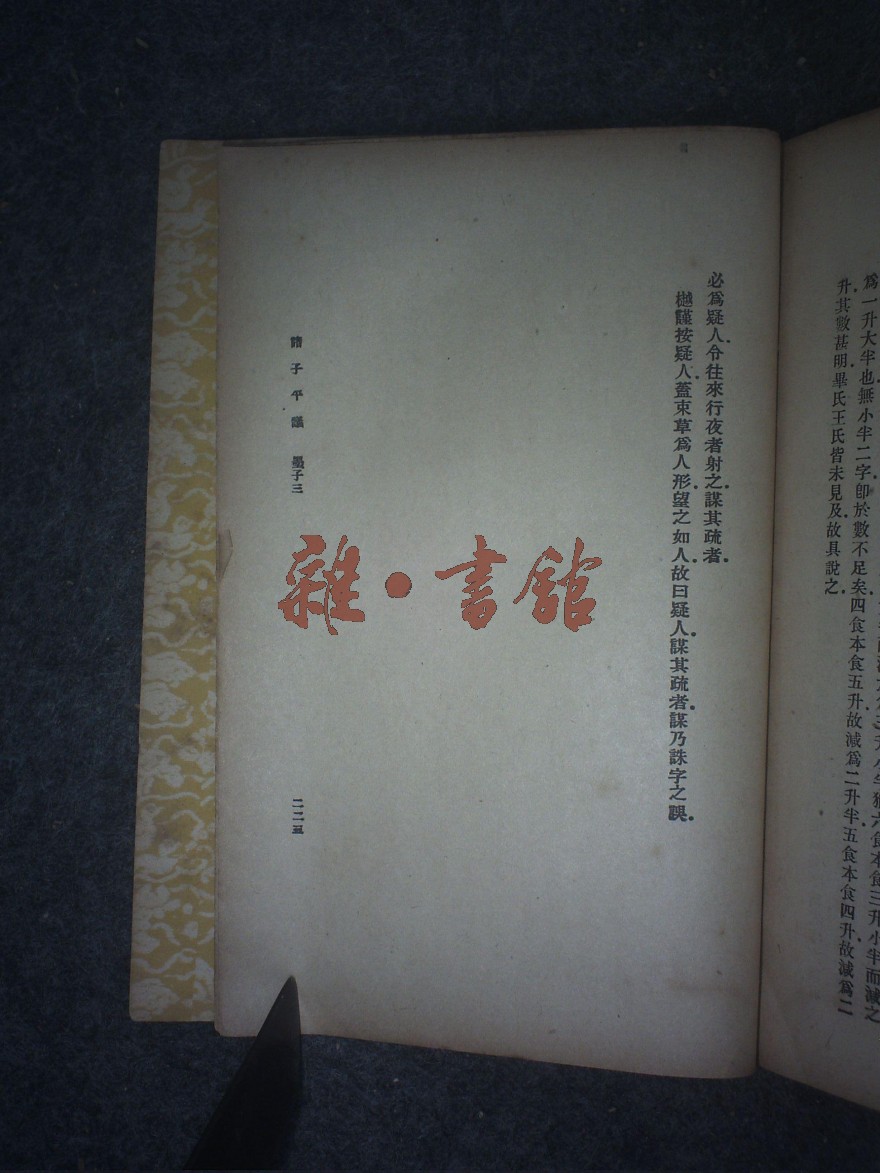 爲一升大半也無小半二字卽於數不足矣四食本食五升故減爲二升半五食本食四升故減爲二
升其數甚明畢氏王氏皆未見及故具說之
必爲疑人令往來行夜者射之謀其疏者
樾謹按疑人蓋束草爲人形望之如人故曰疑人謀其疏者謀乃誅字之誤
諸子平議 墨子三
二二五
雜·書館